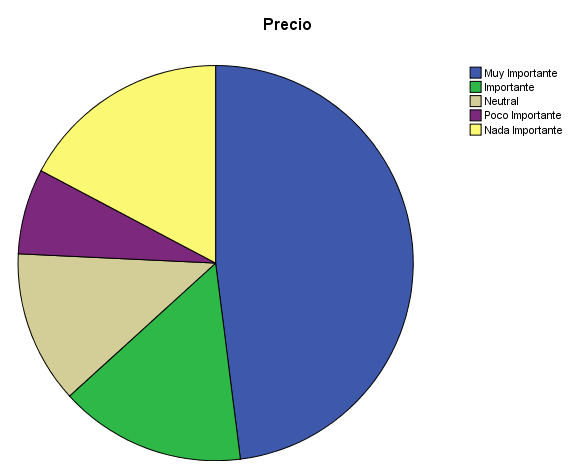 Precio
Muy Importante
Importante
Neutral
Poco Importante
Nada Importante